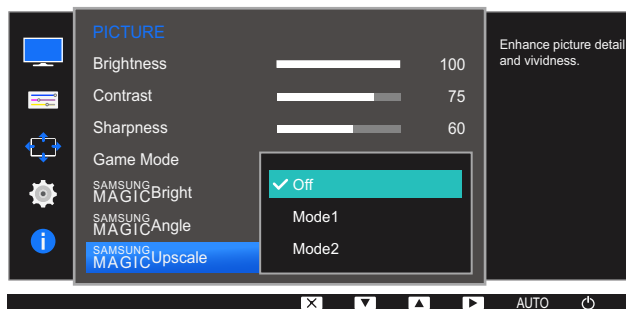 PICTURE
Brightness 100
Contrast 75
Sharpness 60
Game Mode
SAMSUNG
MAGICBright
SAMSUNG
MAGICAngle
SAMSUNG
MAGICUpscale
Off
Mode1
Mode2
Enhance picture detail
and vividness.
AUTO